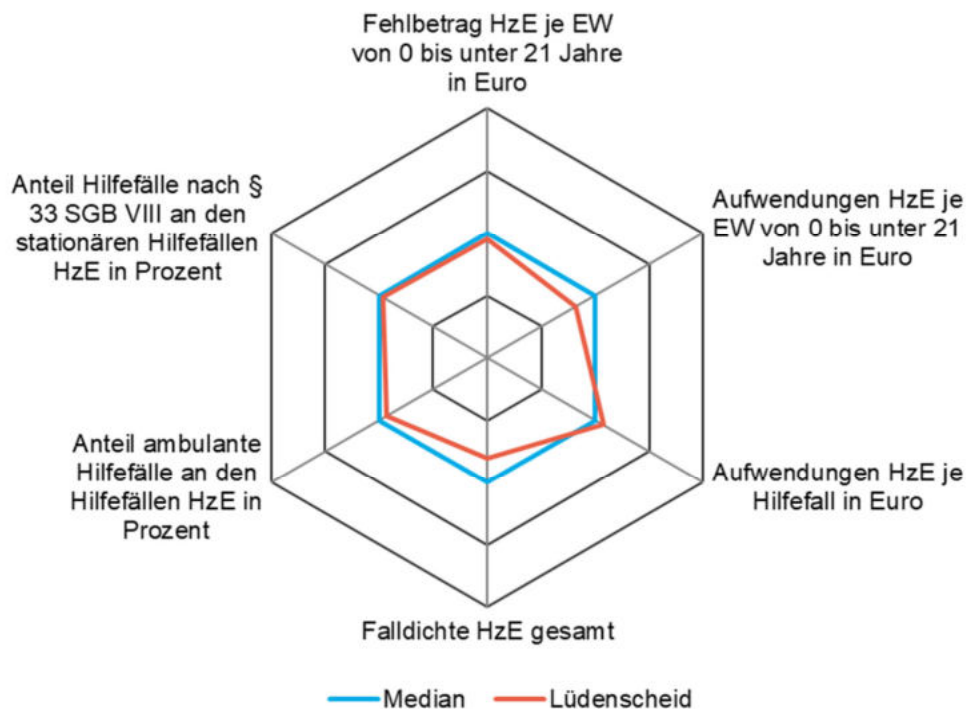 Fehlbetrag HzE je EW
von 0 bis unter 21 Jahre
in Euro
Aufwendungen HzE je
EW von 0 bis unter 21
Jahre in Euro
Aufwendungen HzE je
Hilfefall in Euro
Falldichte HzE gesamt
Anteil ambulante
Hilfefälle an den
Hilfefällen HzE in
Prozent
Anteil Hilfefälle nach §
33 SGB VIII an den
stationären Hilfefällen
HzE in Prozent
Median
Lüdenscheid